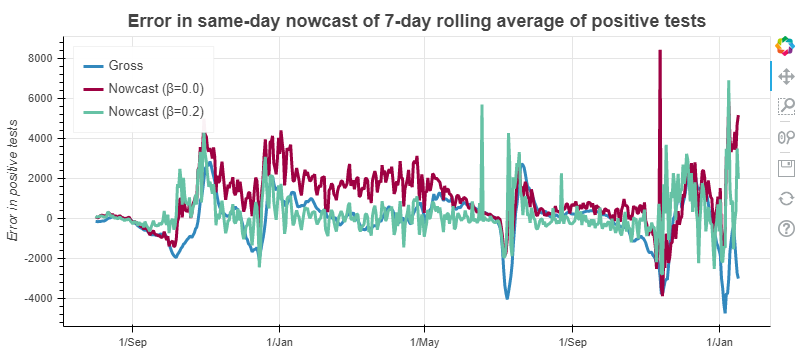 Error in same-day nowcast of 7-day rolling average of positive tests
Gross
Nowcast (β=0.0)
Nowcast (β=0.2)
Error in positive tests
8000
6000
4000
2000
0
-2000
-4000
1/Sep
1/Jan
1/May
1/Sep
1/Jan